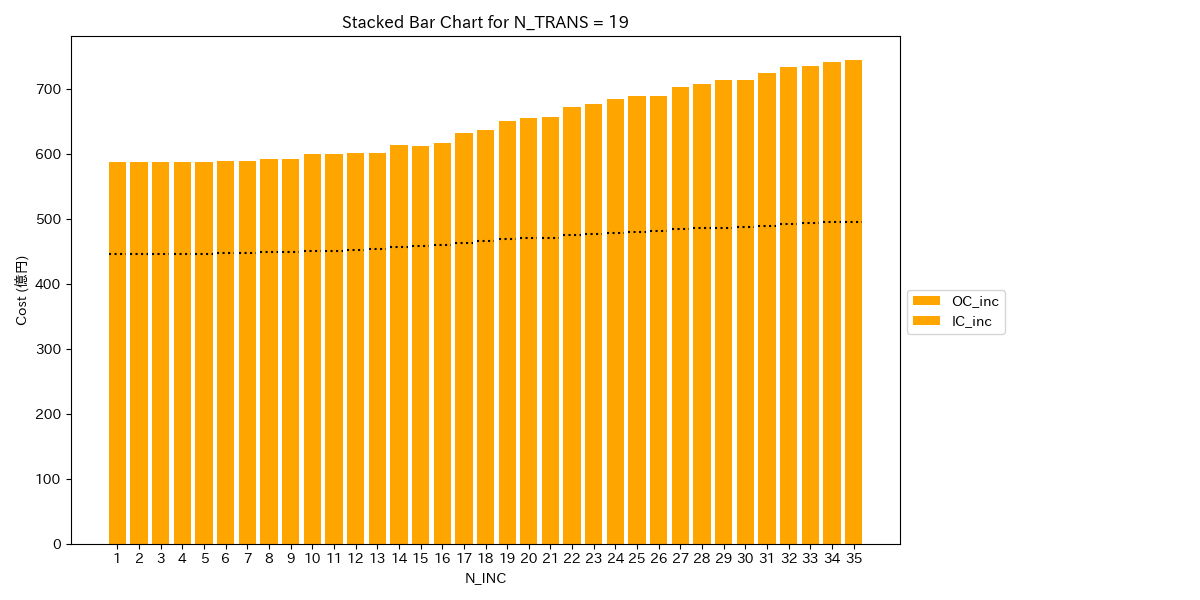 Stacked Bar Chart for N_TRANS = 19
Cost (億円)
700
600
500
400
300
200
100
0
1 2 3 4 5 6 7 8 9 10 11 12 13 14 15 16 17 18 19 20 21 22 23 24 25 26 27 28 29 30 31 32 33 34 35
N_INC
OC_inc
IC_inc